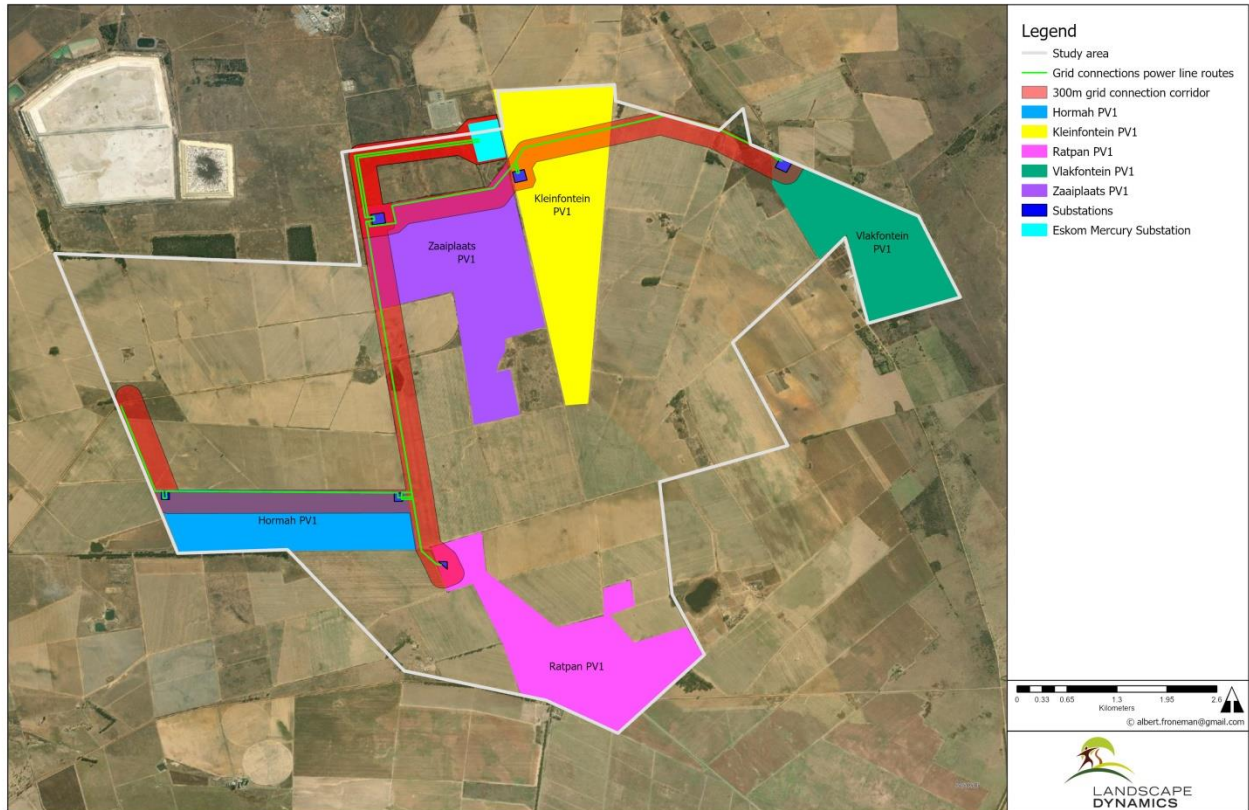 Kleinfontein
PV1
Zaaiplaats
PV1
Vlakfontein
PV1
Hormah PV1
Ratpan PV1
Legend
Study area
Grid connections power line routes
300m grid connection corridor
Hormah PV1
Kleinfontein PV1
Ratpan PV1
Vlakfontein PV1
Zaaiplaats PV1
Substations
Eskom Mercury Substation
0 0.33 0.65 1.3 1.95 2.6
Kilometers
© albert.froneman@gmail.com
LANDSCAPE
DYNAMICS